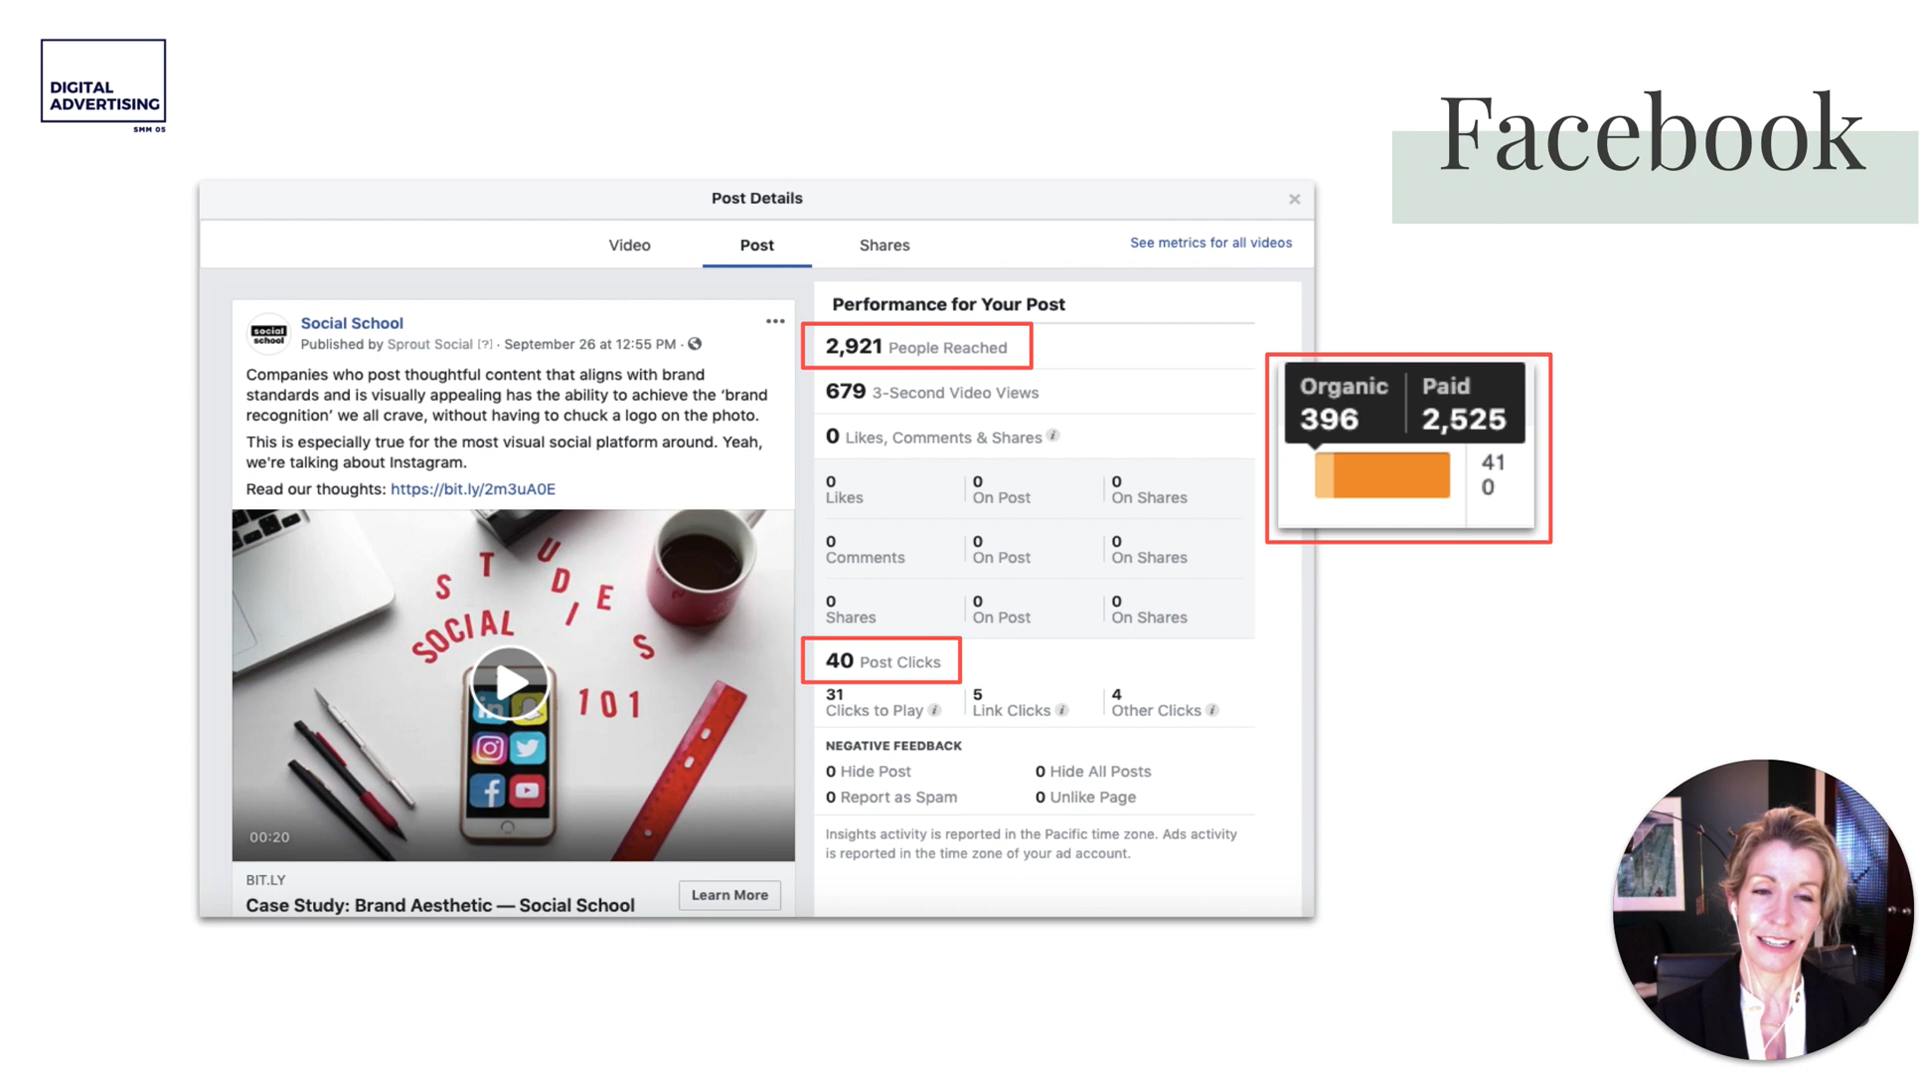 DIGITAL
ADVERTISING
SMM 05
Facebook
Post Details
Video
Post
Shares
See metrics for all videos
social
school
Social School
Published by Sprout Social [?] · September 26 at 12:55 PM ·
Companies who post thoughtful content that aligns with brand
standards and is visually appealing has the ability to achieve the ‘brand
recognition’ we all crave, without having to chuck a logo on the photo.
This is especially true for the most visual social platform around. Yeah,
we're talking about Instagram.
Read our thoughts: https://bit.ly/2m3uA0E
STUDIES
SOCIAL
101
in
00:20
BIT.LY
Case Study: Brand Aesthetic — Social School
Learn More
Performance for Your Post
2,921 People Reached
679 3-Second Video Views
0 Likes, Comments & Shares
0 0 0
Likes On Post On Shares
0 0 0
Comments On Post On Shares
0 0 0
Shares On Post On Shares
40 Post Clicks
31 5 4
Clicks to Play Link Clicks Other Clicks
NEGATIVE FEEDBACK
0 Hide Post 0 Hide All Posts
0 Report as Spam 0 Unlike Page
Insights activity is reported in the Pacific time zone. Ads activity
is reported in the time zone of your ad account.
Organic Paid
396 2,525
41
0